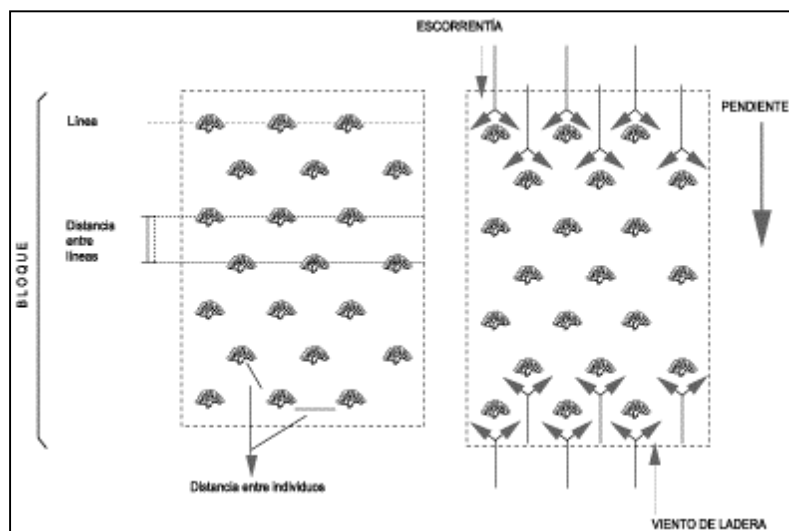 ESCORRENTÍA
Línea
PENDIENTE
Distancia
entre
líneas
BLOQUE
Distancia entre individuos
VIENTO DE LADERA